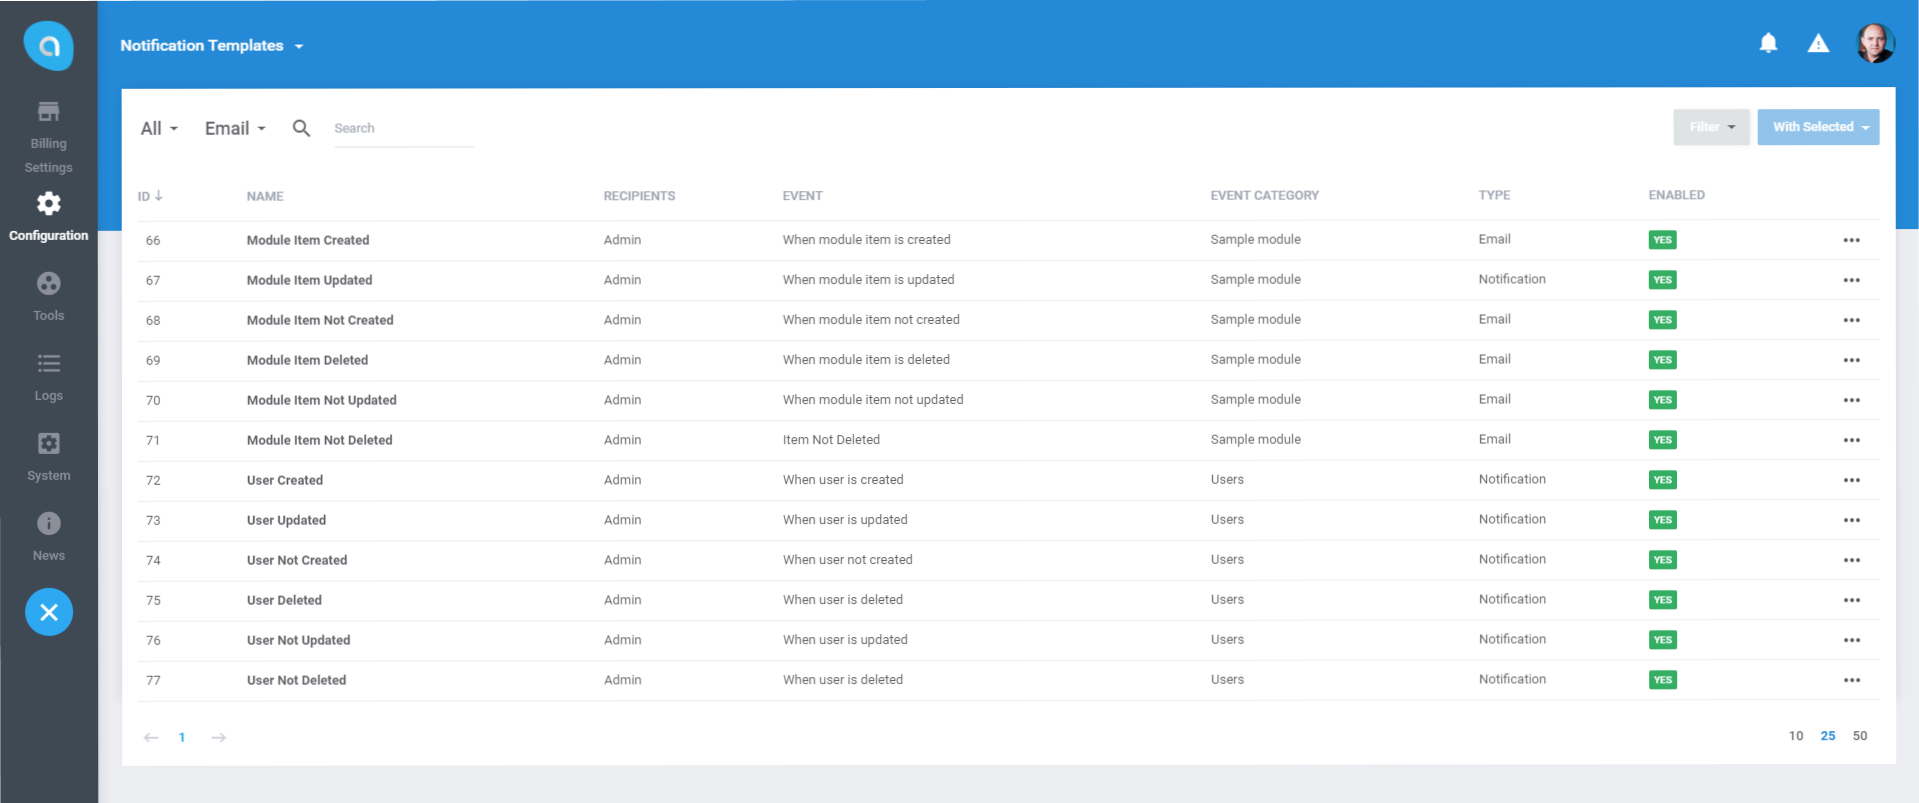 Notification Templates
Billing
Settings
Configuration
Tools
Logs
System
News
All
Email
Search
Filter
With Selected
ID NAME RECIPIENTS EVENT EVENT CATEGORY TYPE ENABLED
66 Module Item Created Admin When module item is created Sample module Email YES
67 Module Item Updated Admin When module item is updated Sample module Notification YES
68 Module Item Not Created Admin When module item not created Sample module Email YES
69 Module Item Deleted Admin When module item is deleted Sample module Email YES
70 Module Item Not Updated Admin When module item not updated Sample module Email YES
71 Module Item Not Deleted Admin Item Not Deleted Sample module Email YES
72 User Created Admin When user is created Users Notification YES
73 User Updated Admin When user is updated Users Notification YES
74 User Not Created Admin When user not created Users Notification YES
75 User Deleted Admin When user is deleted Users Notification YES
76 User Not Updated Admin When user is updated Users Notification YES
77 User Not Deleted Admin When user is deleted Users Notification YES
1
10 25 50